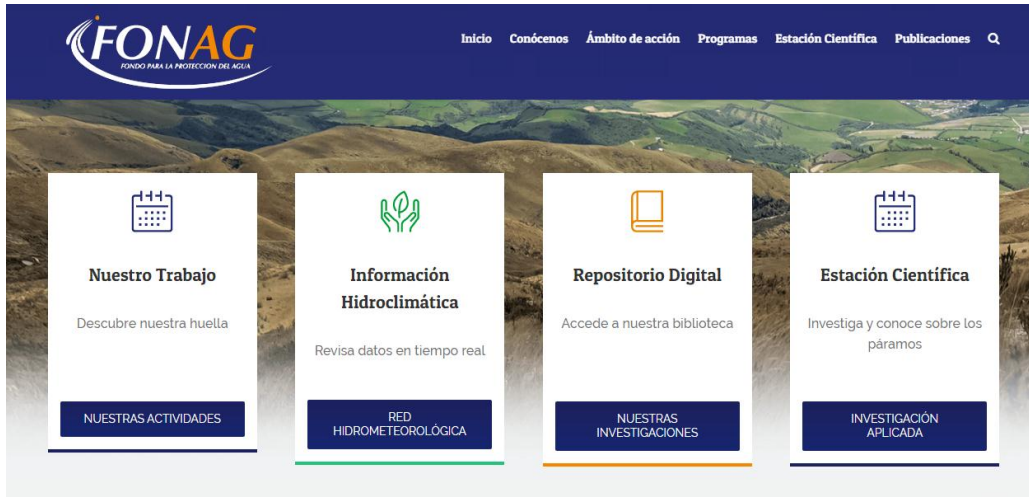 FONAG
FONDO PARA LA PROTECCION DEL AGUA
Inicio Conócenos Ámbito de acción Programas Estación Científica Publicaciones
Nuestro Trabajo
Descubre nuestra huella
NUESTRAS ACTIVIDADES
Información
Hidroclimática
Revisa datos en tiempo real
RED
HIDROMETEOROLÓGICA
Repositorio Digital
Accede a nuestra biblioteca
NUESTRAS
INVESTIGACIONES
Estación Científica
Investiga y conoce sobre los
páramos
INVESTIGACIÓN
APLICADA